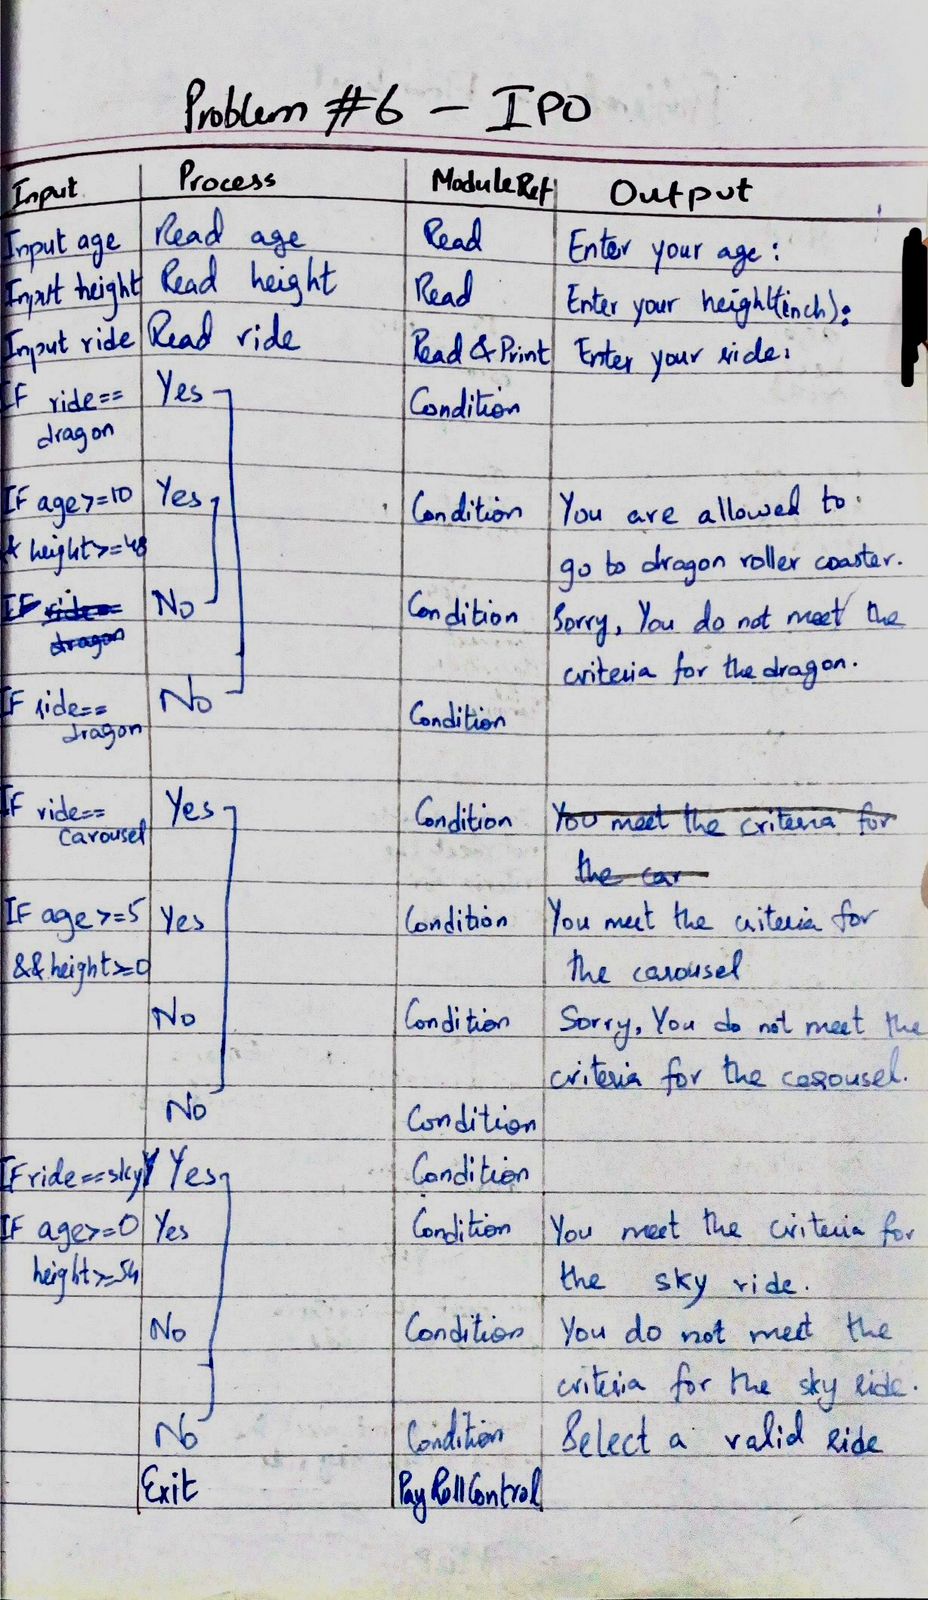 Problem #6 - IPO
Input Process ModuleRef Output
Input age Read age Read Enter your age:
Input height Read height Read Enter your height(inch):
Input ride Read ride Read & Print Enter your ride:
IF ride== Yes Condition
dragon
IF age>=10 Yes Condition You are allowed to
& height>=48 go to dragon roller coaster.
IF ride= No Condition Sorry, You do not meet the
dragon criteria for the dragon.
IF ride== No Condition
dragon
IF ride== Yes Condition You meet the criteria for
carousel the car
IF age>=5 Yes Condition You meet the criteria for
&& height>=0 the carousel
No Condition Sorry, You do not meet the
criteria for the carousel.
No Condition
IF ride==sky Yes Condition
IF age>=0 Yes Condition You meet the criteria for
height>=54 the sky ride.
No Condition You do not meet the
criteria for the sky ride.
No Condition Select a valid ride
Exit PayRollControl